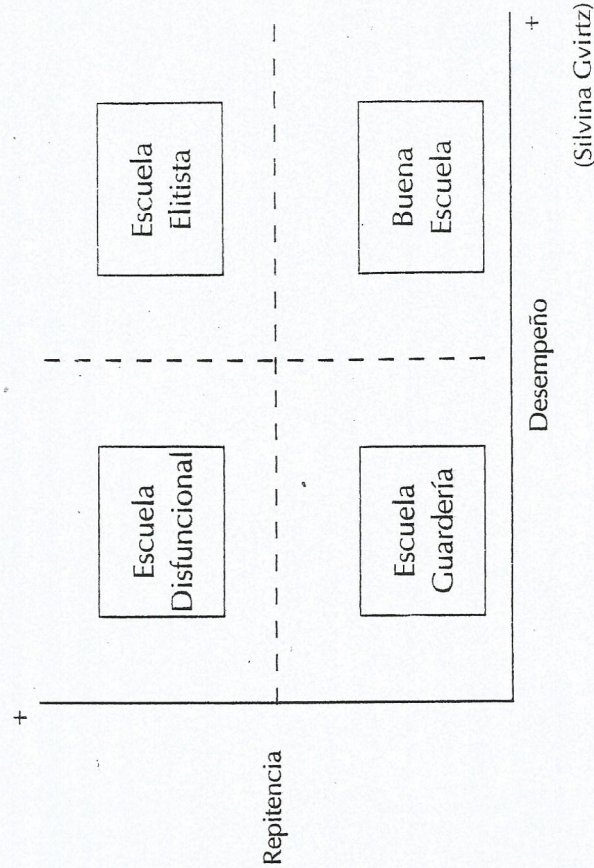 +
Escuela
Disfuncional
Escuela
Elitista
Repitencia
Escuela
Guardería
Buena
Escuela
Desempeño
+
(Silvina Gvirtz)